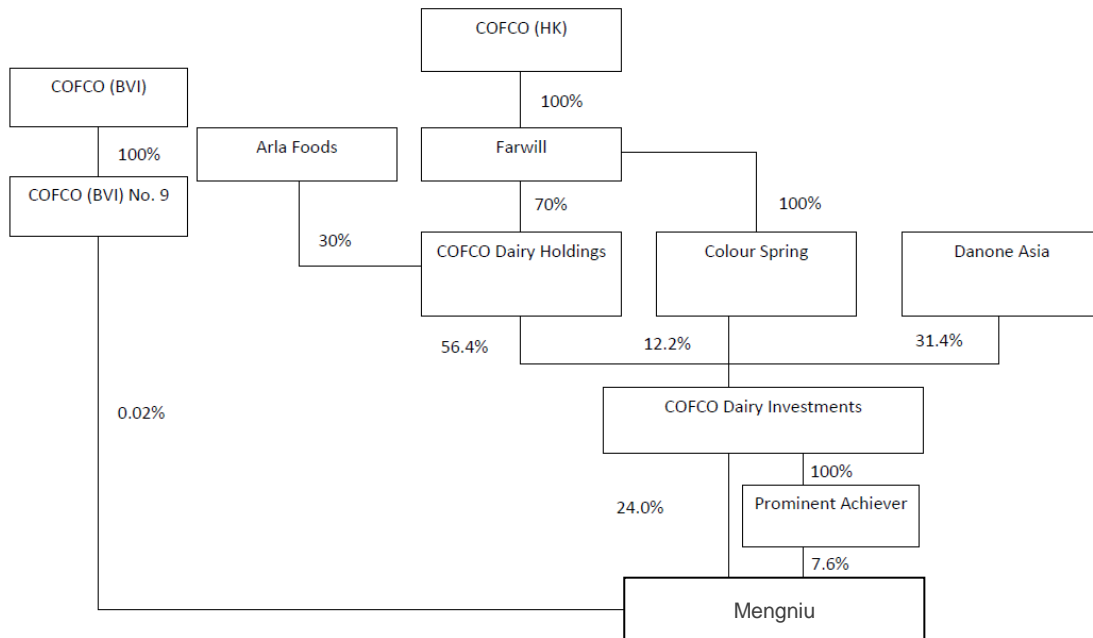 COFCO (HK)
COFCO (BVI)
100%
Arla Foods
Farwill
100%
COFCO (BVI) No. 9
70%
100%
30%
COFCO Dairy Holdings
Colour Spring
Danone Asia
56.4%
12.2%
31.4%
COFCO Dairy Investments
0.02%
100%
24.0%
Prominent Achiever
7.6%
Mengniu